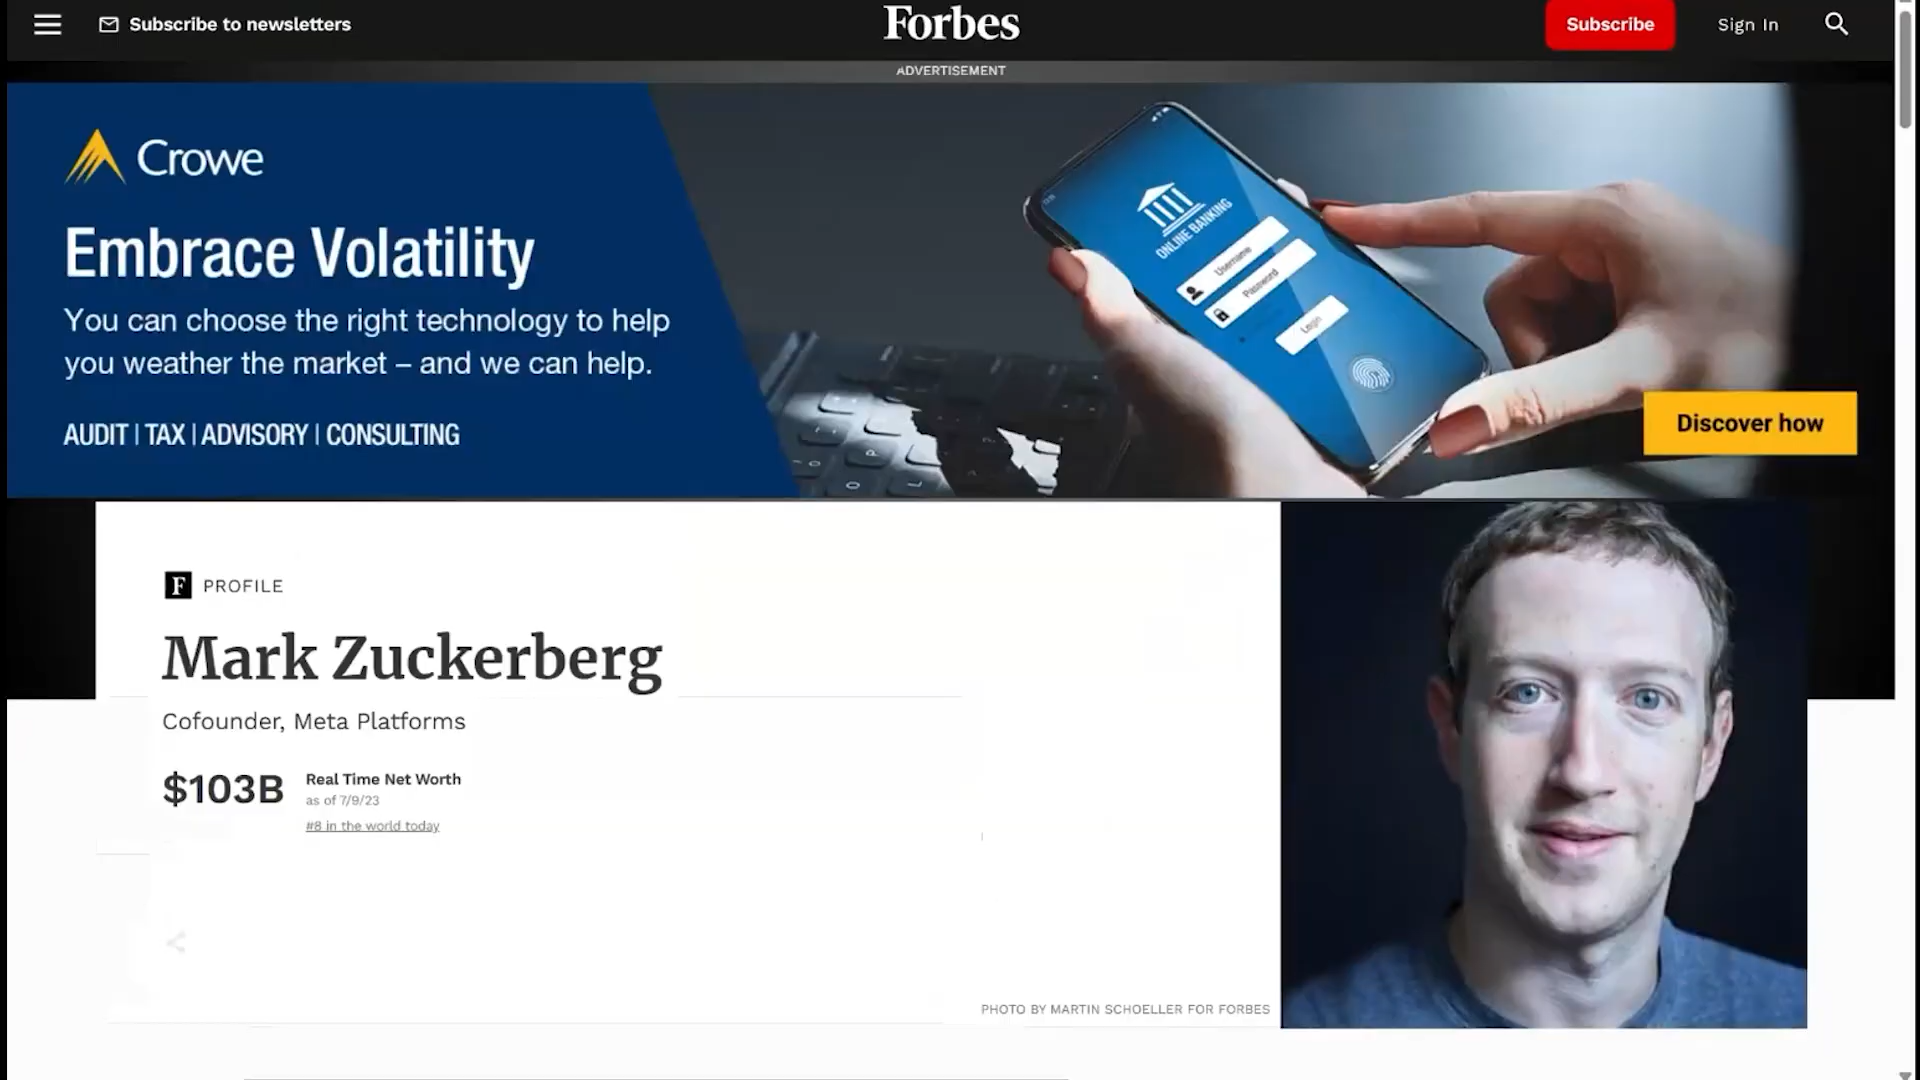 Subscribe to newsletters
Forbes
Subscribe
Sign In
ADVERTISEMENT
Crowe
Embrace Volatility
You can choose the right technology to help
you weather the market – and we can help.
AUDIT | TAX | ADVISORY | CONSULTING
ONLINE BANKING
Username
Password
Login
Discover how
F PROFILE
Mark Zuckerberg
Cofounder, Meta Platforms
$103B
Real Time Net Worth
as of 7/9/23
#8 in the world today
PHOTO BY MARTIN SCHOELLER FOR FORBES